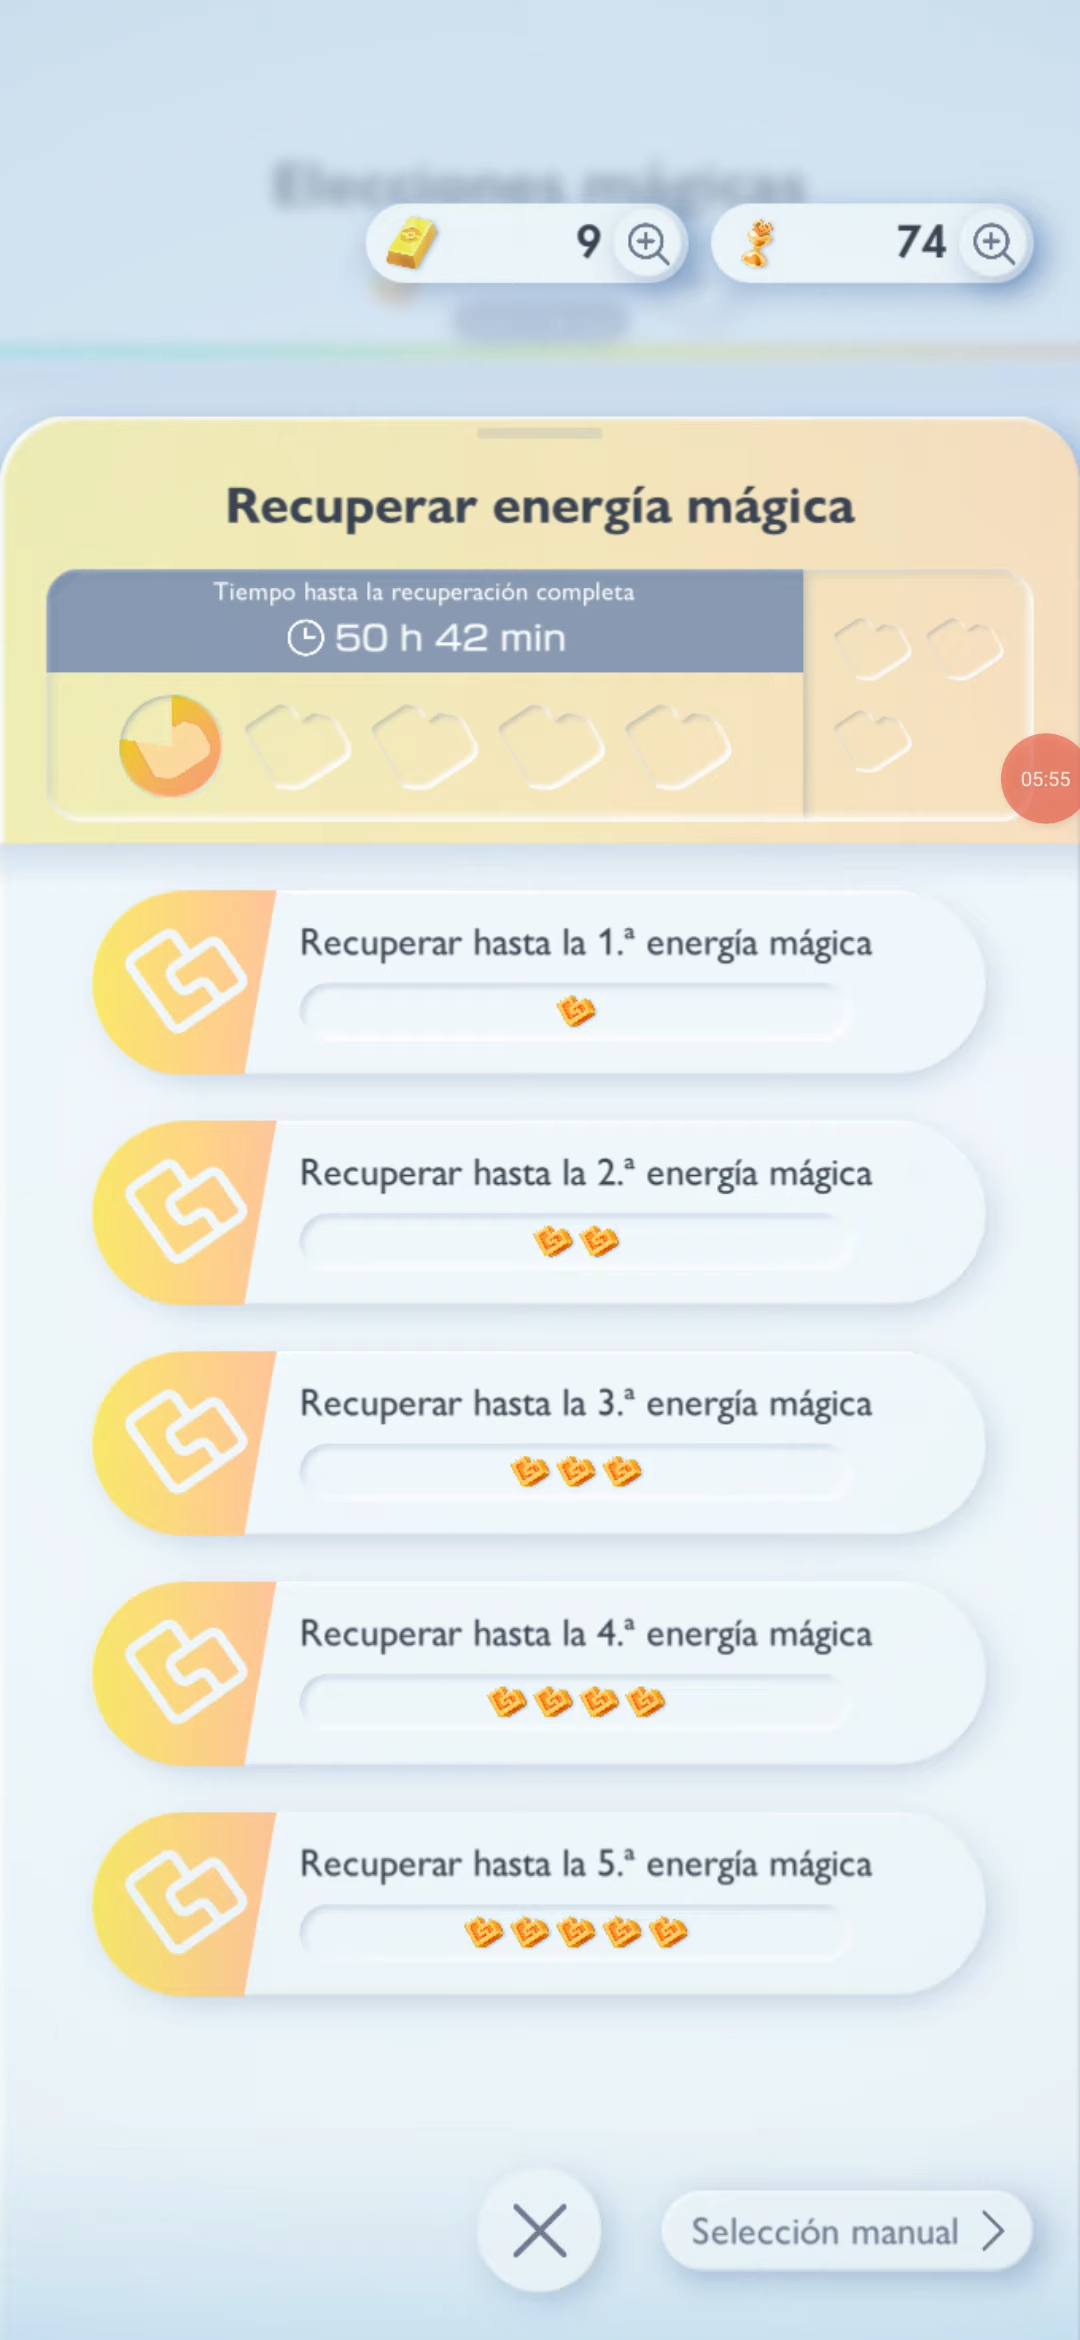 Elecciones mágicas
9
74
Recuperar energía mágica
Tiempo hasta la recuperación completa
50 h 42 min
05:55
Recuperar hasta la 1.ª energía mágica
Recuperar hasta la 2.ª energía mágica
Recuperar hasta la 3.ª energía mágica
Recuperar hasta la 4.ª energía mágica
Recuperar hasta la 5.ª energía mágica
Selección manual